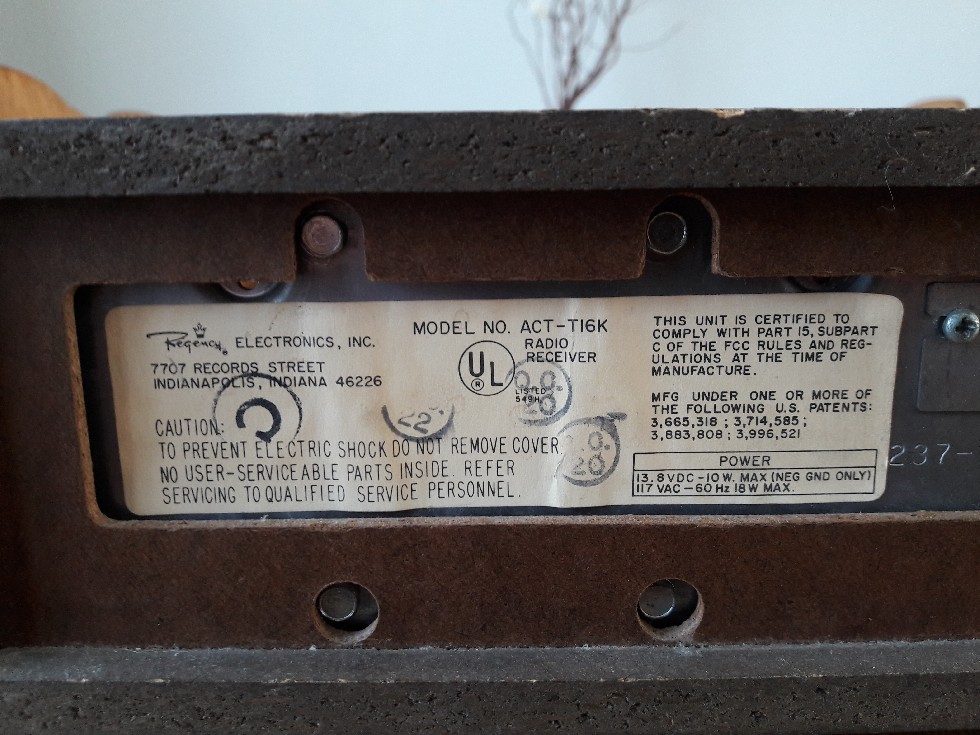 Regency® ELECTRONICS, INC.
7707 RECORDS STREET
INDIANAPOLIS, INDIANA 46226
MODEL NO. ACT-T16K
RADIO
RECEIVER
UL
®
LISTED
549H
CAUTION:
TO PREVENT ELECTRIC SHOCK DO NOT REMOVE COVER.
NO USER-SERVICEABLE PARTS INSIDE. REFER
SERVICING TO QUALIFIED SERVICE PERSONNEL.
22
Q.C.
20
20
THIS UNIT IS CERTIFIED TO
COMPLY WITH PART 15, SUBPART
C OF THE FCC RULES AND REG-
ULATIONS AT THE TIME OF
MANUFACTURE.
MFG UNDER ONE OR MORE OF
THE FOLLOWING U.S. PATENTS:
3,665,318 ; 3,714,585 ;
3,883,808 ; 3,996,521
POWER
13.8 VDC - 10 W. MAX (NEG GND ONLY)
117 VAC - 60 Hz 18 W MAX.
237-